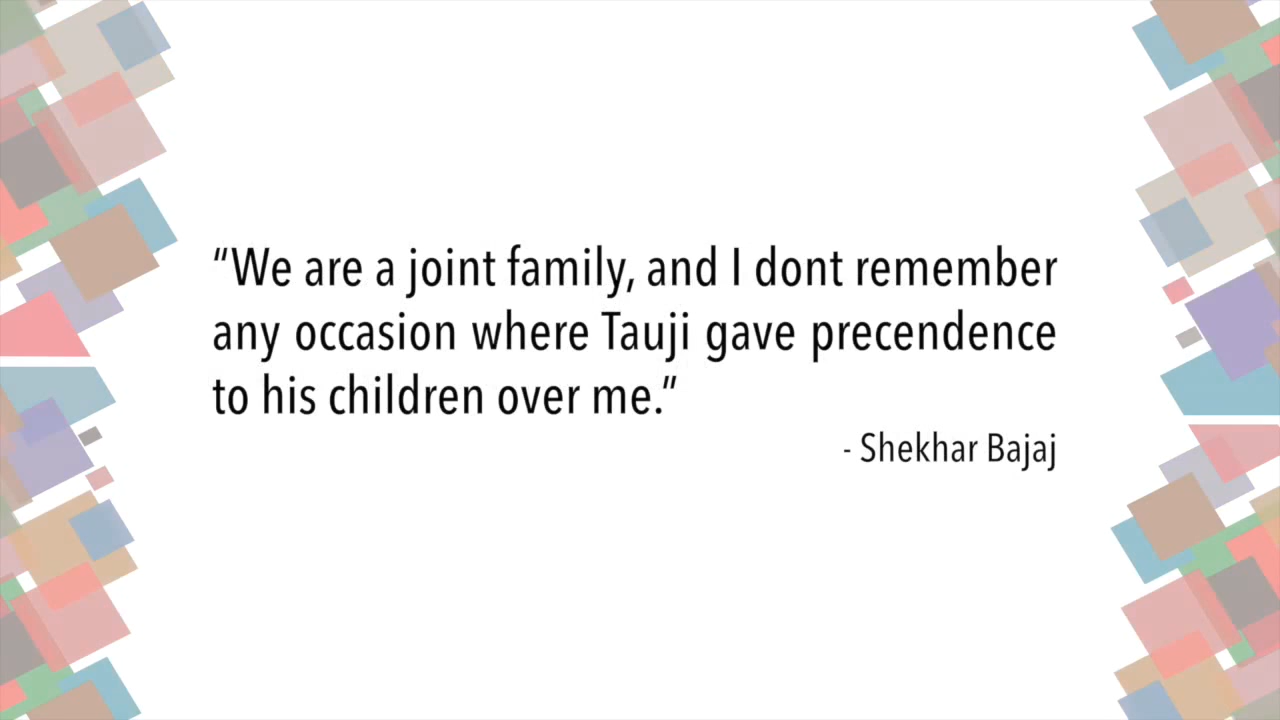 “We are a joint family, and I dont remember
any occasion where Tauji gave precendence
to his children over me.”
- Shekhar Bajaj